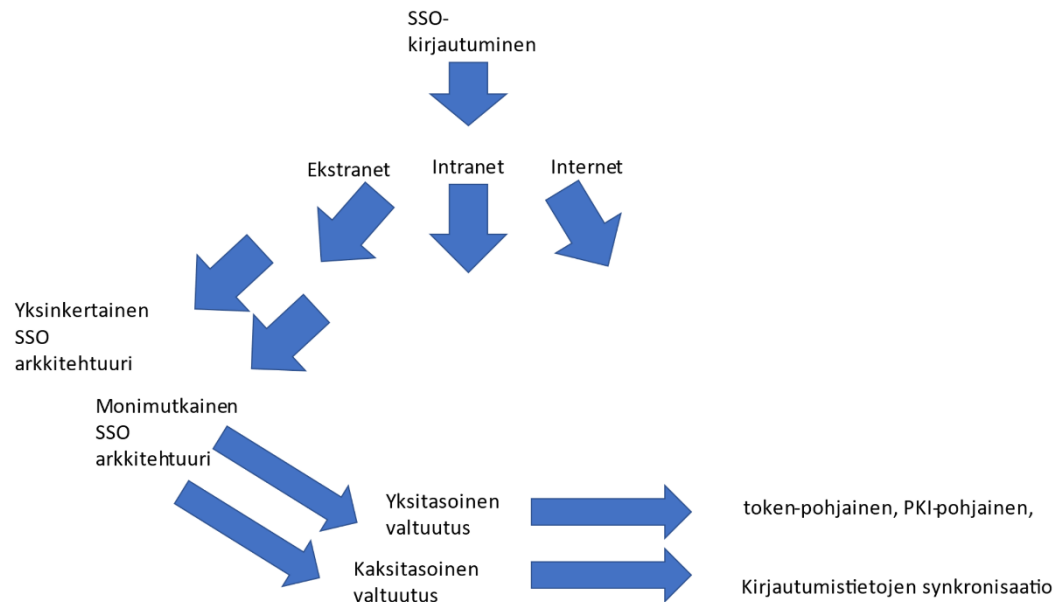 SSO-
kirjautuminen
Ekstranet
Intranet
Internet
Yksinkertainen
SSO
arkkitehtuuri
Monimutkainen
SSO
arkkitehtuuri
Yksitasoinen
valtuutus
token-pohjainen, PKI-pohjainen,
Kaksitasoinen
valtuutus
Kirjautumistietojen synkronisaatio